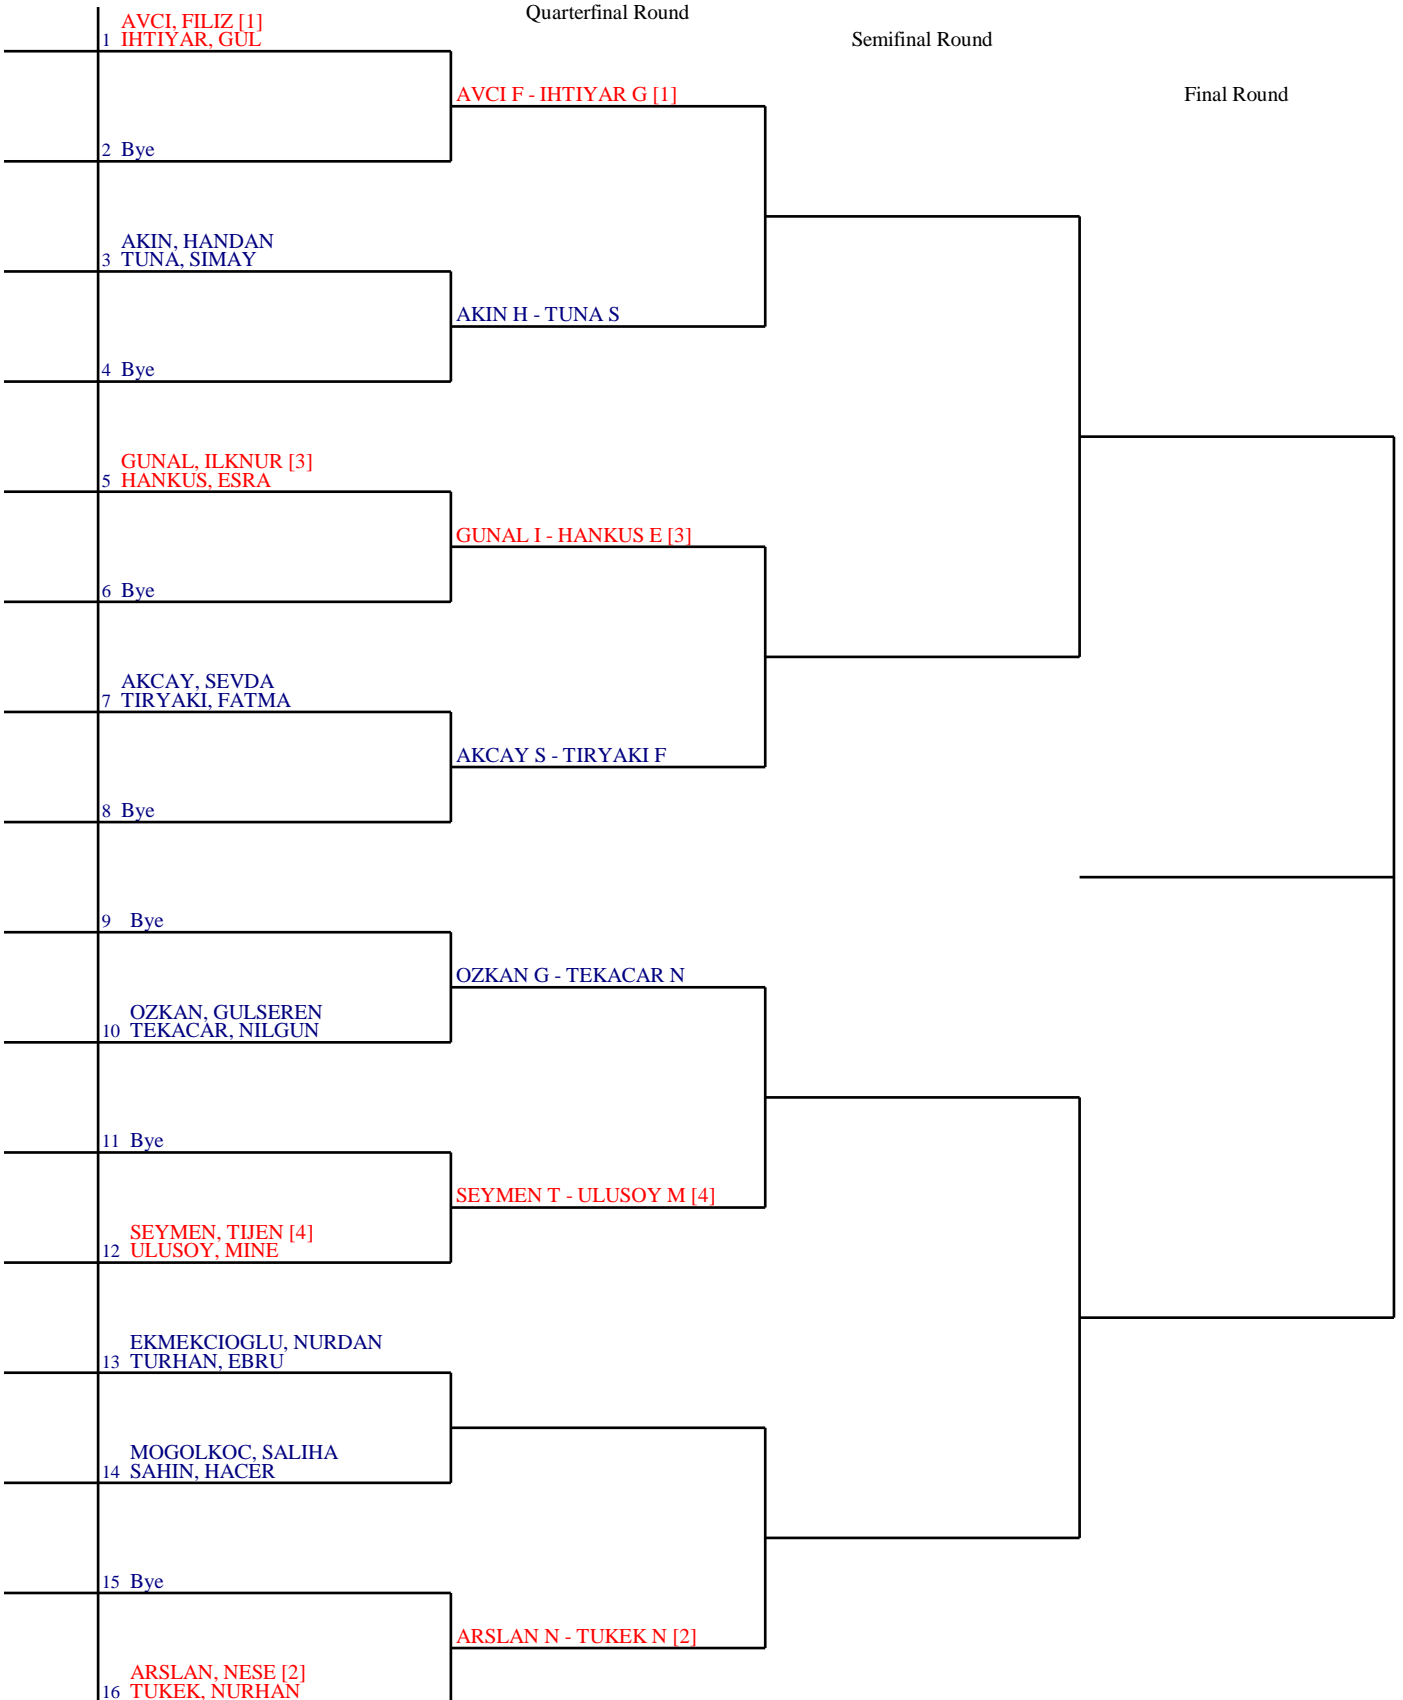 Quarterfinal Round
Semifinal Round
Final Round
AVCI, FILIZ [1]
1 IHTIYAR, GUL
AVCI F - IHTIYAR G [1]
2 Bye
AKIN, HANDAN
3 TUNA, SIMAY
AKIN H - TUNA S
4 Bye
GUNAL, ILKNUR [3]
5 HANKUS, ESRA
GUNAL I - HANKUS E [3]
6 Bye
AKCAY, SEVDA
7 TIRYAKI, FATMA
AKCAY S - TIRYAKI F
8 Bye
9 Bye
OZKAN G - TEKACAR N
OZKAN, GULSEREN
10 TEKACAR, NILGUN
11 Bye
SEYMEN T - ULUSOY M [4]
SEYMEN, TIJEN [4]
12 ULUSOY, MINE
EKMEKCIOGLU, NURDAN
13 TURHAN, EBRU
MOGOLKOC, SALIHA
14 SAHIN, HACER
15 Bye
ARSLAN N - TUKEK N [2]
ARSLAN, NESE [2]
16 TUKEK, NURHAN